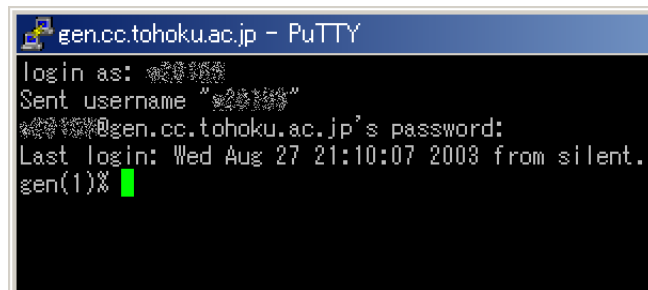 gen.cc.tohoku.ac.jp - PuTTY
login as:
Sent username "          "
@gen.cc.tohoku.ac.jp's password:
Last login: Wed Aug 27 21:10:07 2003 from silent.
gen(1)%